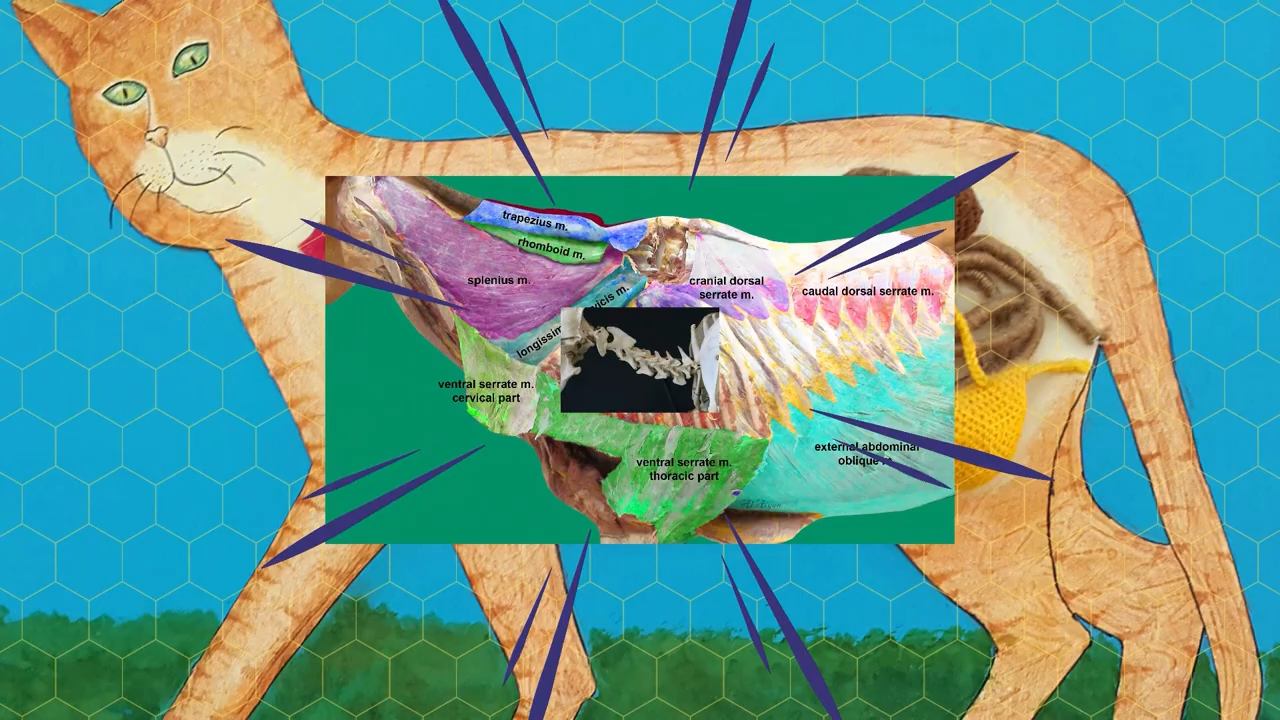 trapezius m.
rhomboid m.
splenius m.
cranial dorsal
serrate m.
caudal dorsal serrate m.
ventral serrate m.
cervical part
ventral serrate m.
thoracic part
external abdominal